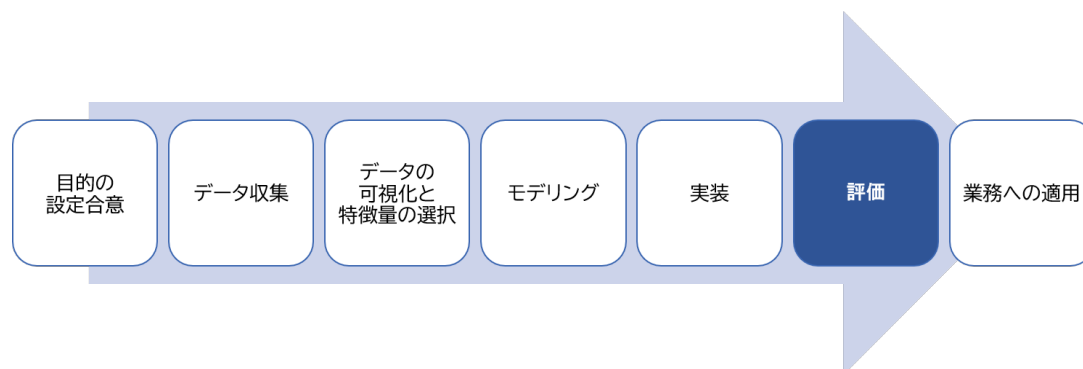 目的の
設定合意
データ収集
データの
可視化と
特徴量の選択
モデリング
実装
評価
業務への適用